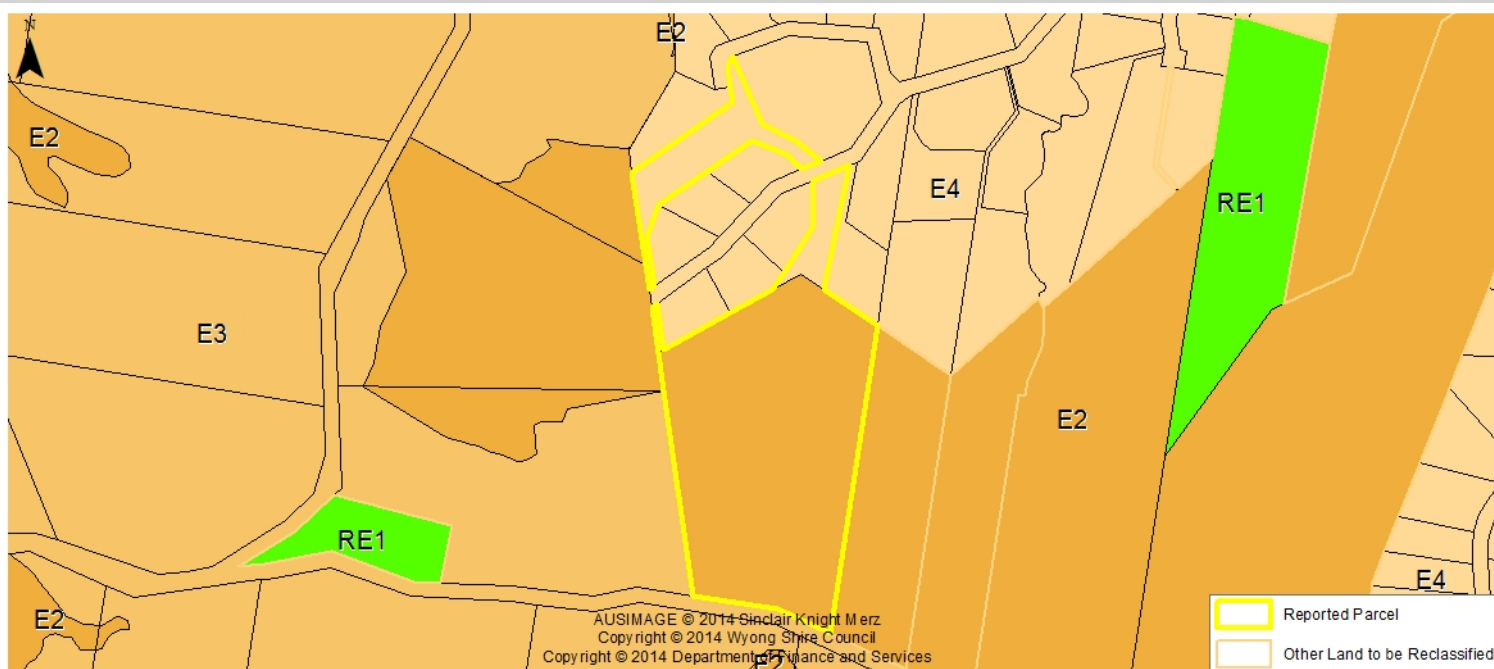 N
E2
E2
E4
RE1
E3
E2
RE1
E2
E4
AUSIMAGE © 2014 Sinclair Knight Merz
Copyright © 2014 Wyong Shire Council
Copyright © 2014 Department of Finance and Services
E2
Reported Parcel
Other Land to be Reclassified